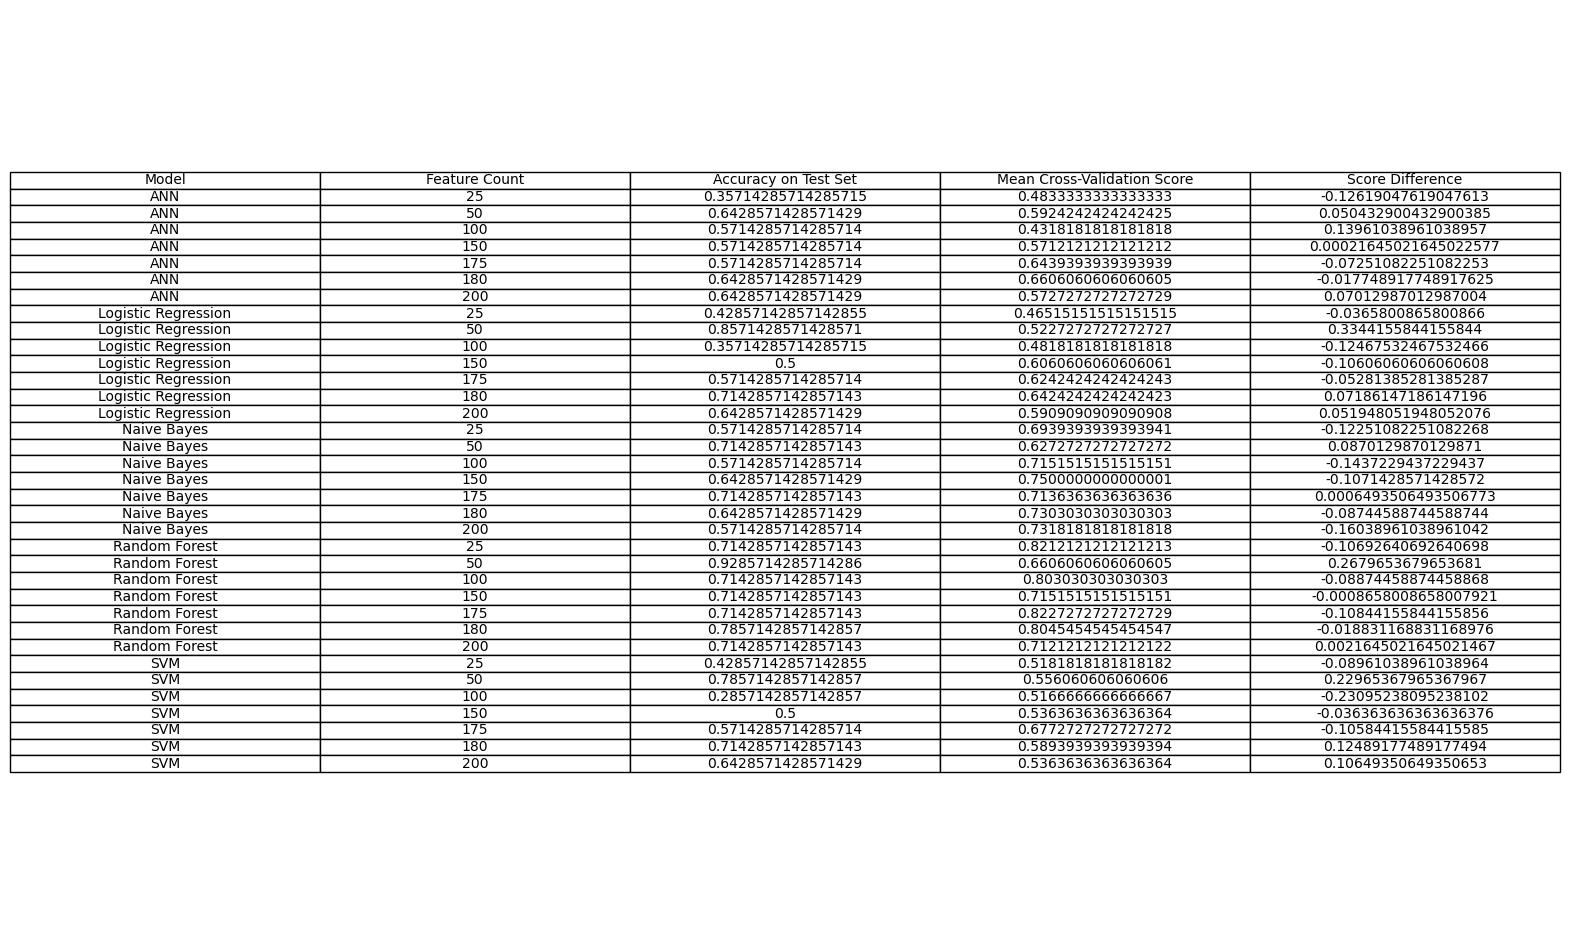 Model Feature Count Accuracy on Test Set Mean Cross-Validation Score Score Difference
ANN 25 0.35714285714285715 0.4833333333333333 -0.12619047619047613
ANN 50 0.6428571428571429 0.5924242424242425 0.050432900432900385
ANN 100 0.5714285714285714 0.4318181818181818 0.13961038961038957
ANN 150 0.5714285714285714 0.5712121212121212 0.00021645021645022577
ANN 175 0.5714285714285714 0.6439393939393939 -0.07251082251082253
ANN 180 0.6428571428571429 0.6606060606060605 -0.017748917748917625
ANN 200 0.6428571428571429 0.5727272727272729 0.07012987012987004
Logistic Regression 25 0.42857142857142855 0.46515151515151515 -0.0365800865800866
Logistic Regression 50 0.8571428571428571 0.5227272727272727 0.3344155844155844
Logistic Regression 100 0.35714285714285715 0.4818181818181818 -0.12467532467532466
Logistic Regression 150 0.5 0.6060606060606061 -0.10606060606060608
Logistic Regression 175 0.5714285714285714 0.6242424242424243 -0.05281385281385287
Logistic Regression 180 0.7142857142857143 0.6424242424242423 0.07186147186147196
Logistic Regression 200 0.6428571428571429 0.5909090909090908 0.051948051948052076
Naive Bayes 25 0.5714285714285714 0.6939393939393941 -0.12251082251082268
Naive Bayes 50 0.7142857142857143 0.6272727272727272 0.0870129870129871
Naive Bayes 100 0.5714285714285714 0.7151515151515151 -0.1437229437229437
Naive Bayes 150 0.6428571428571429 0.7500000000000001 -0.1071428571428572
Naive Bayes 175 0.7142857142857143 0.7136363636363636 0.0006493506493506773
Naive Bayes 180 0.6428571428571429 0.7303030303030303 -0.08744588744588744
Naive Bayes 200 0.5714285714285714 0.7318181818181818 -0.16038961038961042
Random Forest 25 0.7142857142857143 0.8212121212121213 -0.10692640692640698
Random Forest 50 0.9285714285714286 0.6606060606060605 0.2679653679653681
Random Forest 100 0.7142857142857143 0.803030303030303 -0.08874458874458868
Random Forest 150 0.7142857142857143 0.7151515151515151 -0.0008658008658007921
Random Forest 175 0.7142857142857143 0.8227272727272729 -0.10844155844155856
Random Forest 180 0.7857142857142857 0.8045454545454547 -0.018831168831168976
Random Forest 200 0.7142857142857143 0.7121212121212122 0.0021645021645021467
SVM 25 0.42857142857142855 0.5181818181818182 -0.08961038961038964
SVM 50 0.7857142857142857 0.556060606060606 0.22965367965367967
SVM 100 0.2857142857142857 0.5166666666666667 -0.23095238095238102
SVM 150 0.5 0.5363636363636364 -0.036363636363636376
SVM 175 0.5714285714285714 0.6772727272727272 -0.10584415584415585
SVM 180 0.7142857142857143 0.5893939393939394 0.12489177489177494
SVM 200 0.6428571428571429 0.5363636363636364 0.10649350649350653